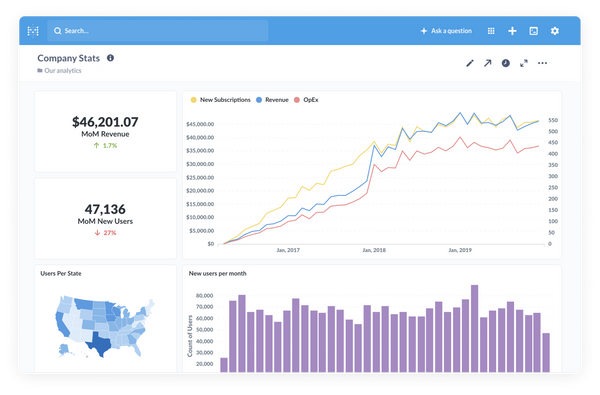 Search...
Ask a question
Company Stats
Our analytics
$46,201.07
MoM Revenue
1.7%
47,136
MoM New Users
27%
New Subscriptions
Revenue
OpEx
$45,000.00
$40,000.00
$35,000.00
$30,000.00
$25,000.00
$20,000.00
$15,000.00
$10,000.00
$5,000.00
$0
550
500
450
400
350
300
250
200
150
100
50
0
Jan, 2017
Jan, 2018
Jan, 2019
Users Per State
New users per month
Count of Users
80,000
70,000
60,000
50,000
40,000
30,000
20,000